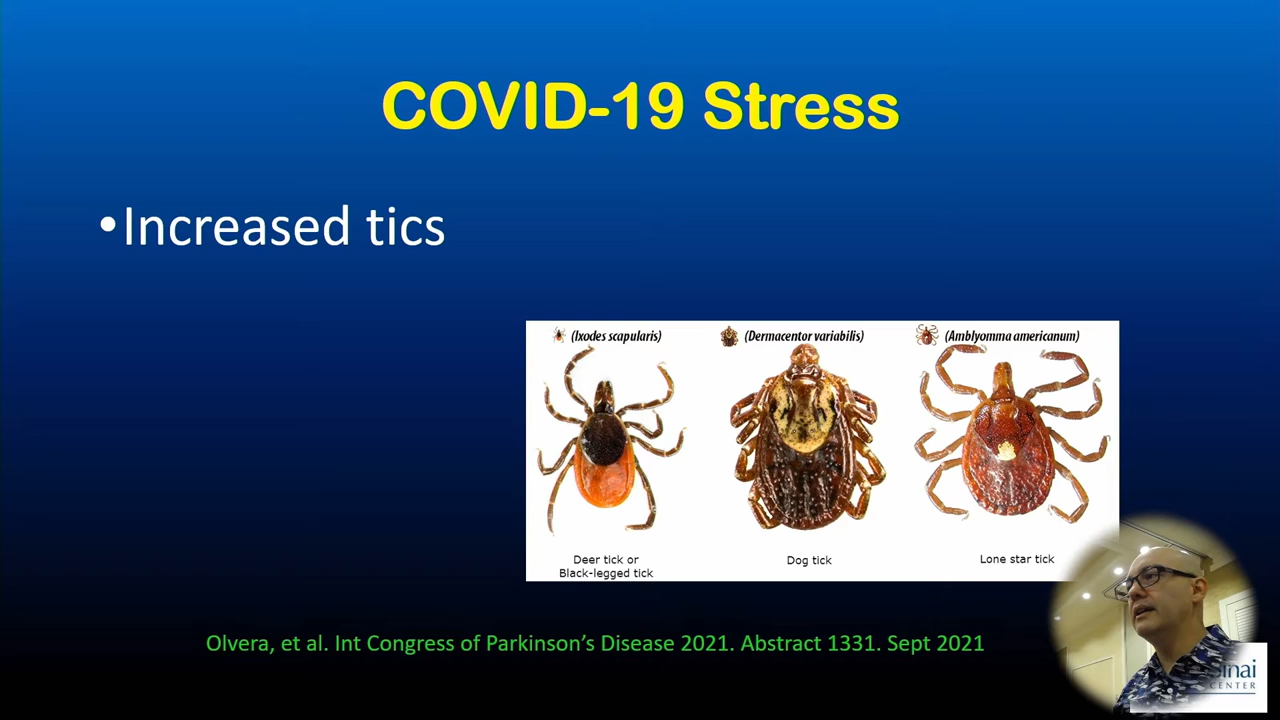 COVID-19 Stress
•Increased tics
(Ixodes scapularis)
(Dermacentor variabilis)
(Amblyomma americanum)
Deer tick or
Black-legged tick
Dog tick
Lone star tick
Olvera, et al. Int Congress of Parkinson’s Disease 2021. Abstract 1331. Sept 2021
CENTER